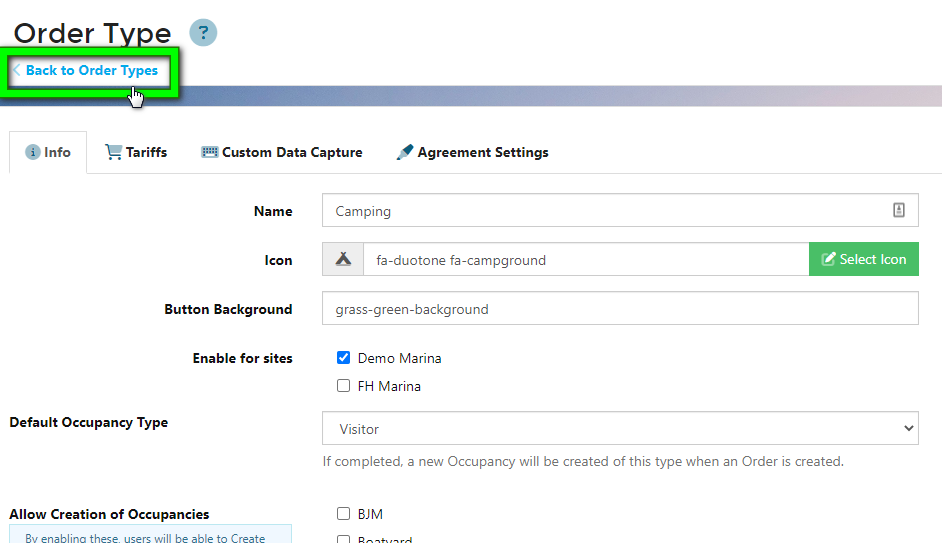 Order Type ?
Back to Order Types
Info Tariffs Custom Data Capture Agreement Settings
Name Camping
Icon fa-duotone fa-campground Select Icon
Button Background grass-green-background
Enable for sites Demo Marina
FH Marina
Default Occupancy Type Visitor
If completed, a new Occupancy will be created of this type when an Order is created.
Allow Creation of Occupancies BJM
By enabling these, users will be able to Create
Boatyard